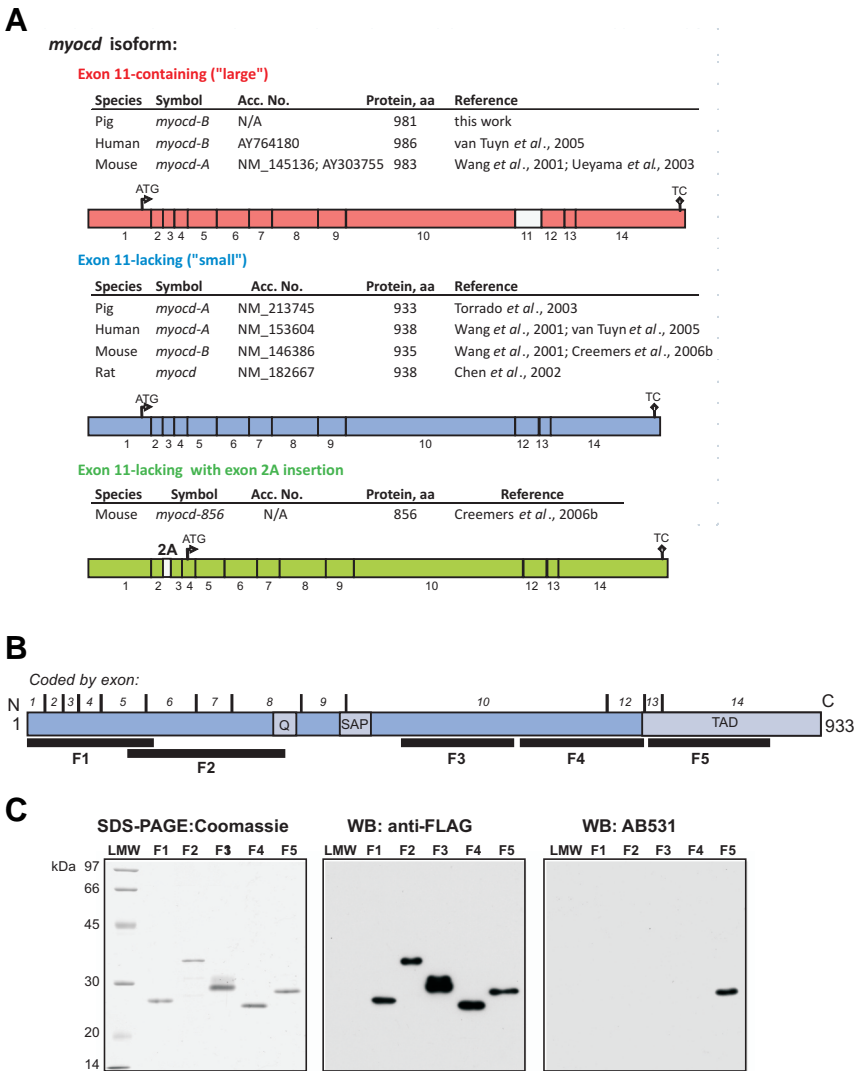 A
myocd isoform:
Exon 11-containing ("large")
Species Symbol Acc. No. Protein, aa Reference
Pig myocd-B N/A 981 this work
Human myocd-B AY764180 986 van Tuyn et al., 2005
Mouse myocd-A NM_145136; AY303755 983 Wang et al., 2001; Ueyama et al., 2003
ATG TC
1 2 3 4 5 6 7 8 9 10 11 12 13 14
Exon 11-lacking ("small")
Species Symbol Acc. No. Protein, aa Reference
Pig myocd-A NM_213745 933 Torrado et al., 2003
Human myocd-A NM_153604 938 Wang et al., 2001; van Tuyn et al., 2005
Mouse myocd-B NM_146386 935 Wang et al., 2001; Creemers et al., 2006b
Rat myocd NM_182667 938 Chen et al., 2002
ATG TC
1 2 3 4 5 6 7 8 9 10 12 13 14
Exon 11-lacking with exon 2A insertion
Species Symbol Acc. No. Protein, aa Reference
Mouse myocd-856 N/A 856 Creemers et al., 2006b
2A ATG TC
1 2 3 4 5 6 7 8 9 10 12 13 14
B
Coded by exon:
N 1 2 3 4 5 6 7 8 9 10 12 13 14 C
1 Q SAP TAD 933
F1 F2 F3 F4 F5
C
SDS-PAGE:Coomassie WB: anti-FLAG WB: AB531
LMW F1 F2 F3 F4 F5 LMW F1 F2 F3 F4 F5 LMW F1 F2 F3 F4 F5
kDa 97
66
45
30
20
14